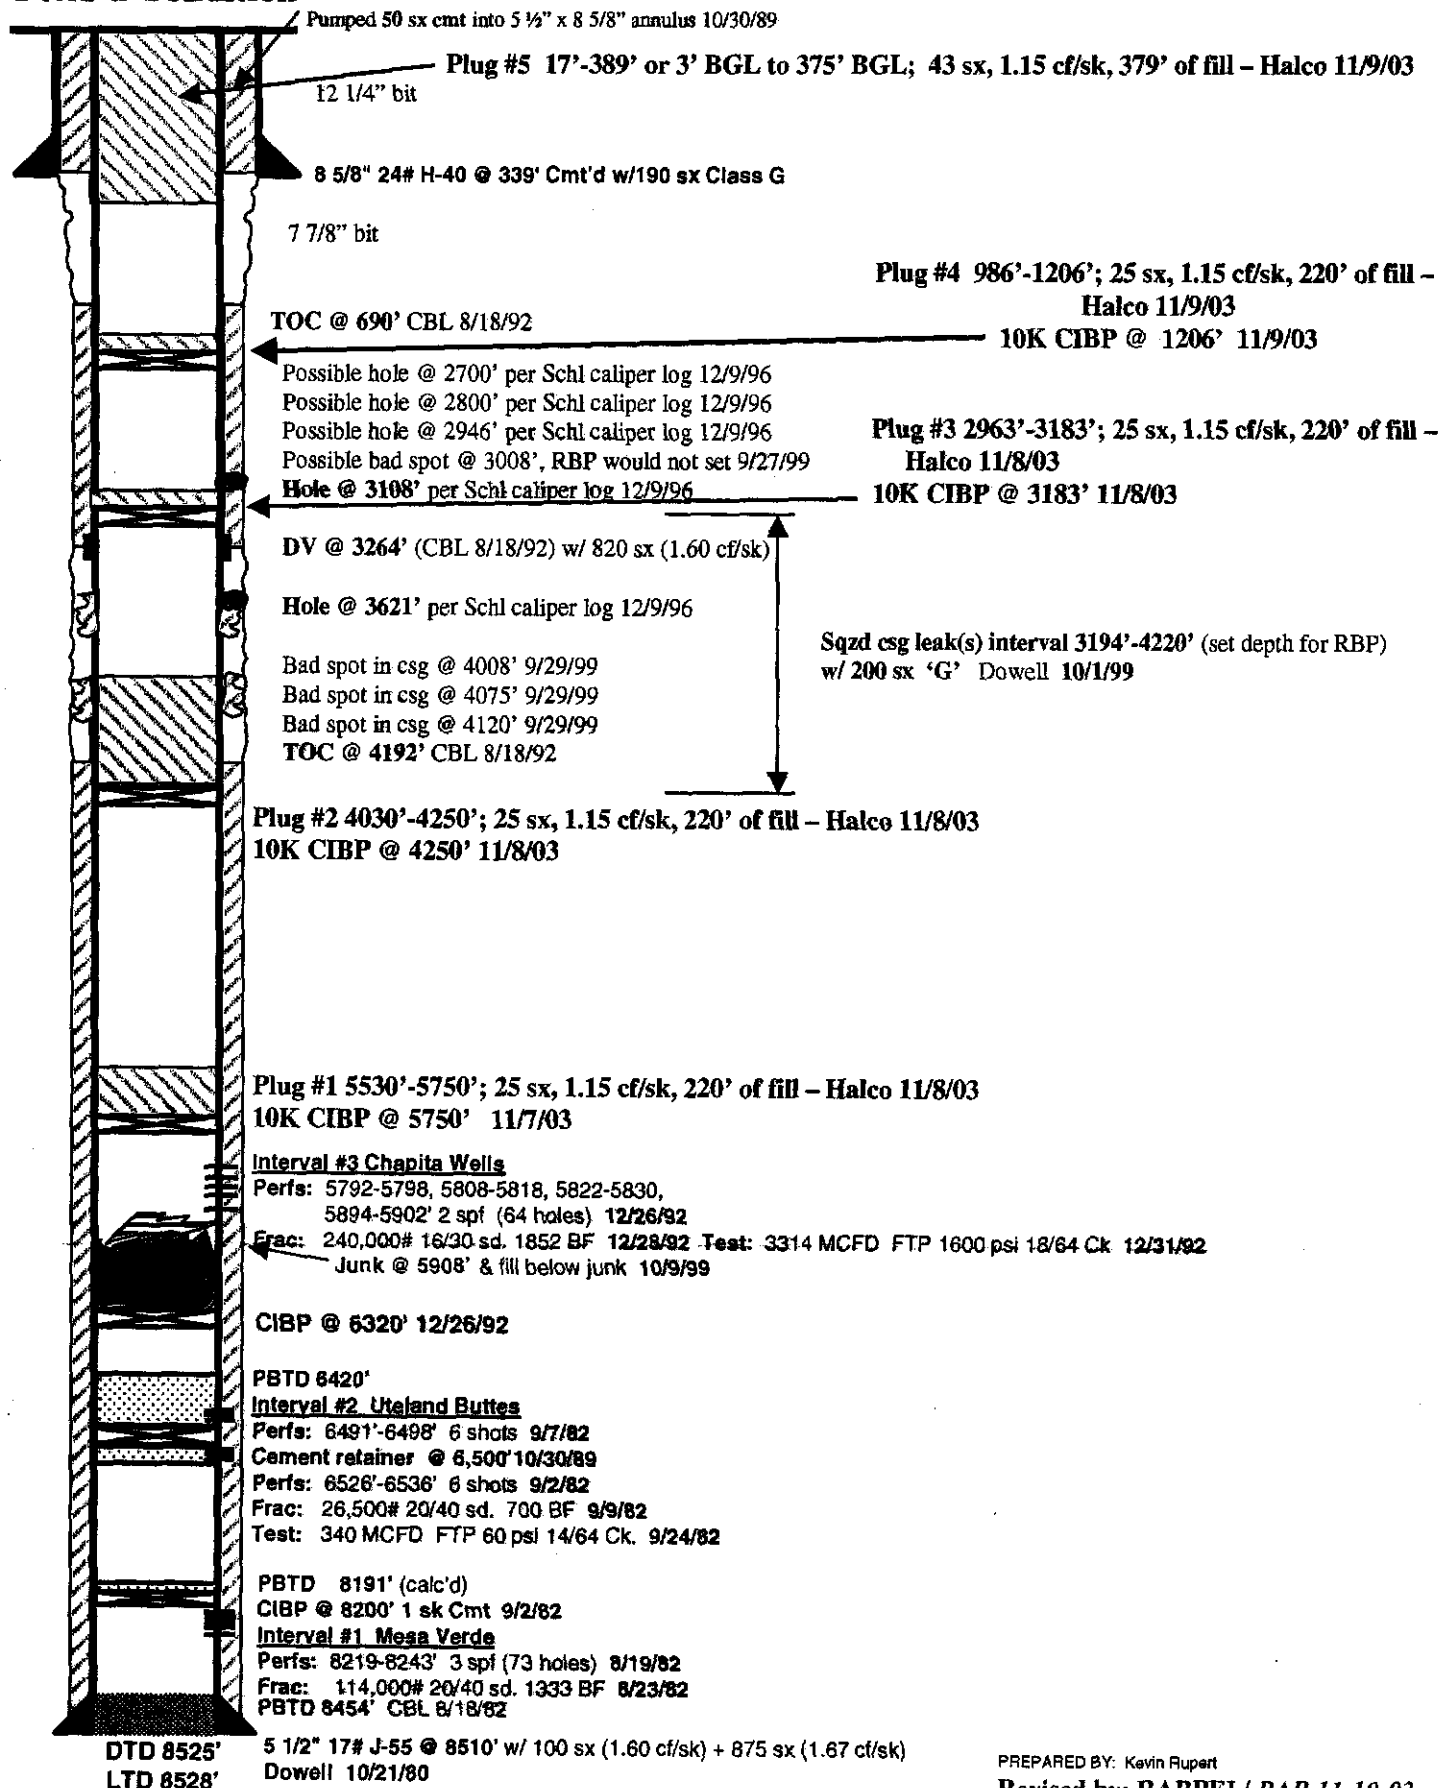 Pumped 50 sx cmt into 5 ½" x 8 5/8" annulus 10/30/89
Plug #5 17'-389' or 3' BGL to 375' BGL; 43 sx, 1.15 cf/sk, 379' of fill – Halco 11/9/03
12 1/4" bit
8 5/8" 24# H-40 @ 339' Cmt'd w/190 sx Class G
7 7/8" bit
Plug #4 986'-1206'; 25 sx, 1.15 cf/sk, 220' of fill –
Halco 11/9/03
TOC @ 690' CBL 8/18/92
10K CIBP @ 1206' 11/9/03
Possible hole @ 2700' per Schl caliper log 12/9/96
Possible hole @ 2800' per Schl caliper log 12/9/96
Possible hole @ 2946' per Schl caliper log 12/9/96
Plug #3 2963'-3183'; 25 sx, 1.15 cf/sk, 220' of fill –
Possible bad spot @ 3008', RBP would not set 9/27/99
Halco 11/8/03
Hole @ 3108' per Schl caliper log 12/9/96
10K CIBP @ 3183' 11/8/03
DV @ 3264' (CBL 8/18/92) w/ 820 sx (1.60 cf/sk)
Hole @ 3621' per Schl caliper log 12/9/96
Sqzd csg leak(s) interval 3194'-4220' (set depth for RBP)
w/ 200 sx 'G' Dowell 10/1/99
Bad spot in csg @ 4008' 9/29/99
Bad spot in csg @ 4075' 9/29/99
Bad spot in csg @ 4120' 9/29/99
TOC @ 4192' CBL 8/18/92
Plug #2 4030'-4250'; 25 sx, 1.15 cf/sk, 220' of fill – Halco 11/8/03
10K CIBP @ 4250' 11/8/03
Plug #1 5530'-5750'; 25 sx, 1.15 cf/sk, 220' of fill – Halco 11/8/03
10K CIBP @ 5750' 11/7/03
Interval #3 Chapita Wells
Perfs: 5792-5798, 5808-5818, 5822-5830,
5894-5902' 2 spf (64 holes) 12/26/92
Frac: 240,000# 16/30 sd. 1852 BF 12/28/92 Test: 3314 MCFD FTP 1600 psi 18/64 Ck 12/31/92
Junk @ 5908' & fill below junk 10/9/99
CIBP @ 6320' 12/26/92
PBTD 6420'
Interval #2 Uteland Buttes
Perfs: 6491'-6498' 6 shots 9/7/82
Cement retainer @ 6,500' 10/30/89
Perfs: 6526'-6536' 6 shots 9/2/82
Frac: 26,500# 20/40 sd. 700 BF 9/9/82
Test: 340 MCFD FTP 60 psi 14/64 Ck. 9/24/82
PBTD 8191' (calc'd)
CIBP @ 8200' 1 sk Cmt 9/2/82
Interval #1 Mesa Verde
Perfs: 8219-8243' 3 spf (73 holes) 8/19/82
Frac: 114,000# 20/40 sd. 1333 BF 8/23/82
PBTD 8454' CBL 8/18/82
DTD 8525'
LTD 8528'
5 1/2" 17# J-55 @ 8510' w/ 100 sx (1.60 cf/sk) + 875 sx (1.67 cf/sk)
Dowell 10/21/80
PREPARED BY: Kevin Rupert
Revised by: